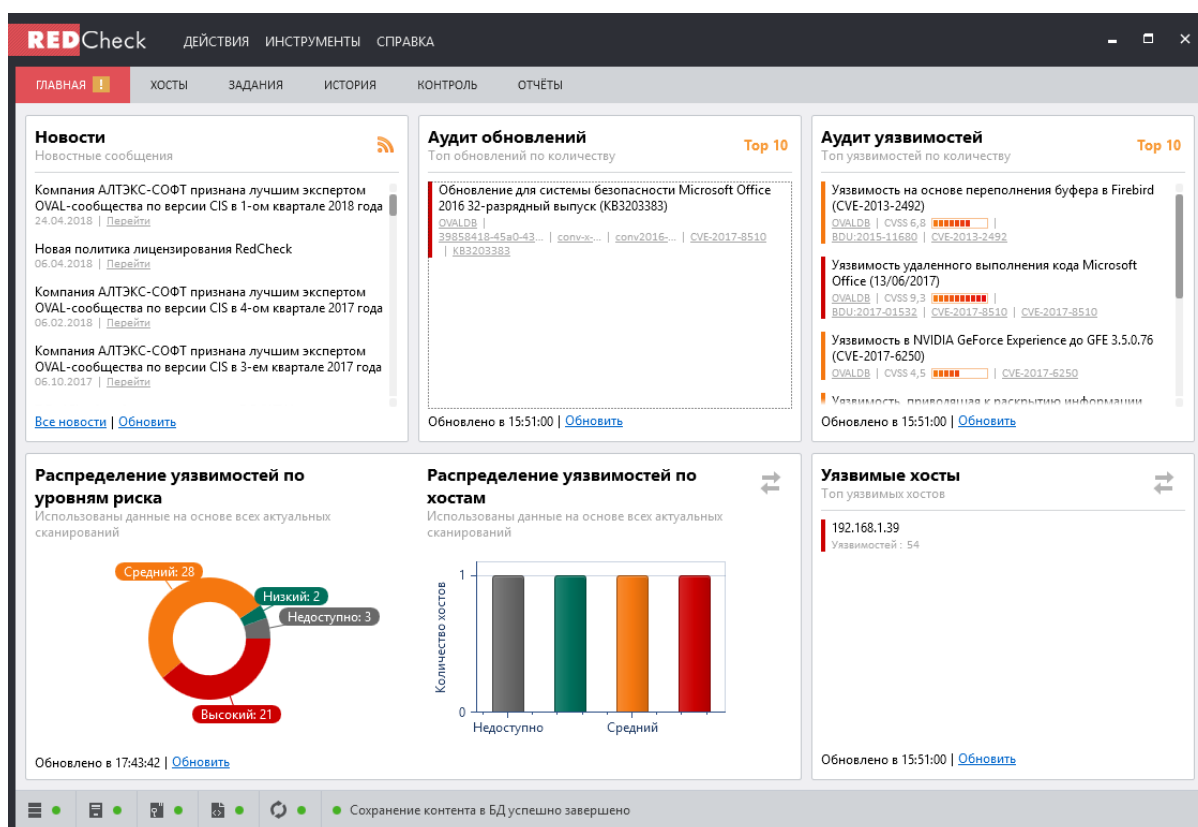 REDCheck ДЕЙСТВИЯ ИНСТРУМЕНТЫ СПРАВКА
ГЛАВНАЯ ! ХОСТЫ ЗАДАНИЯ ИСТОРИЯ КОНТРОЛЬ ОТЧЁТЫ
Новости
Новостные сообщения
Компания АЛТЭКС-СОФТ признана лучшим экспертом
OVAL-сообщества по версии CIS в 1-ом квартале 2018 года
24.04.2018 | Перейти
Новая политика лицензирования RedCheck
06.04.2018 | Перейти
Компания АЛТЭКС-СОФТ признана лучшим экспертом
OVAL-сообщества по версии CIS в 4-ом квартале 2017 года
06.02.2018 | Перейти
Компания АЛТЭКС-СОФТ признана лучшим экспертом
OVAL-сообщества по версии CIS в 3-ем квартале 2017 года
06.10.2017 | Перейти
Все новости | Обновить
Аудит обновлений
Топ обновлений по количеству
Top 10
Обновление для системы безопасности Microsoft Office
2016 32-разрядный выпуск (KB3203383)
OVALDB |
39858418-45a0-43... | conv-x-... | conv2016-... | CVE-2017-8510
| KB3203383
Обновлено в 15:51:00 | Обновить
Аудит уязвимостей
Топ уязвимостей по количеству
Top 10
Уязвимость на основе переполнения буфера в Firebird
(CVE-2013-2492)
OVALDB | CVSS 6,8 |
BDU:2015-11680 | CVE-2013-2492
Уязвимость удаленного выполнения кода Microsoft
Office (13/06/2017)
OVALDB | CVSS 9,3 |
BDU:2017-01532 | CVE-2017-8510 | CVE-2017-8510
Уязвимость в NVIDIA GeForce Experience до GFE 3.5.0.76
(CVE-2017-6250)
OVALDB | CVSS 4,5 | CVE-2017-6250
Уязвимость, приводящая к раскрытию информации
Обновлено в 15:51:00 | Обновить
Распределение уязвимостей по
уровням риска
Использованы данные на основе всех актуальных
сканирований
Средний: 28
Низкий: 2
Недоступно: 3
Высокий: 21
Обновлено в 17:43:42 | Обновить
Распределение уязвимостей по
хостам
Использованы данные на основе всех актуальных
сканирований
Количество хостов
1
0
Недоступно Средний
Уязвимые хосты
Топ уязвимых хостов
192.168.1.39
Уязвимостей : 54
Обновлено в 15:51:00 | Обновить
Сохранение контента в БД успешно завершено